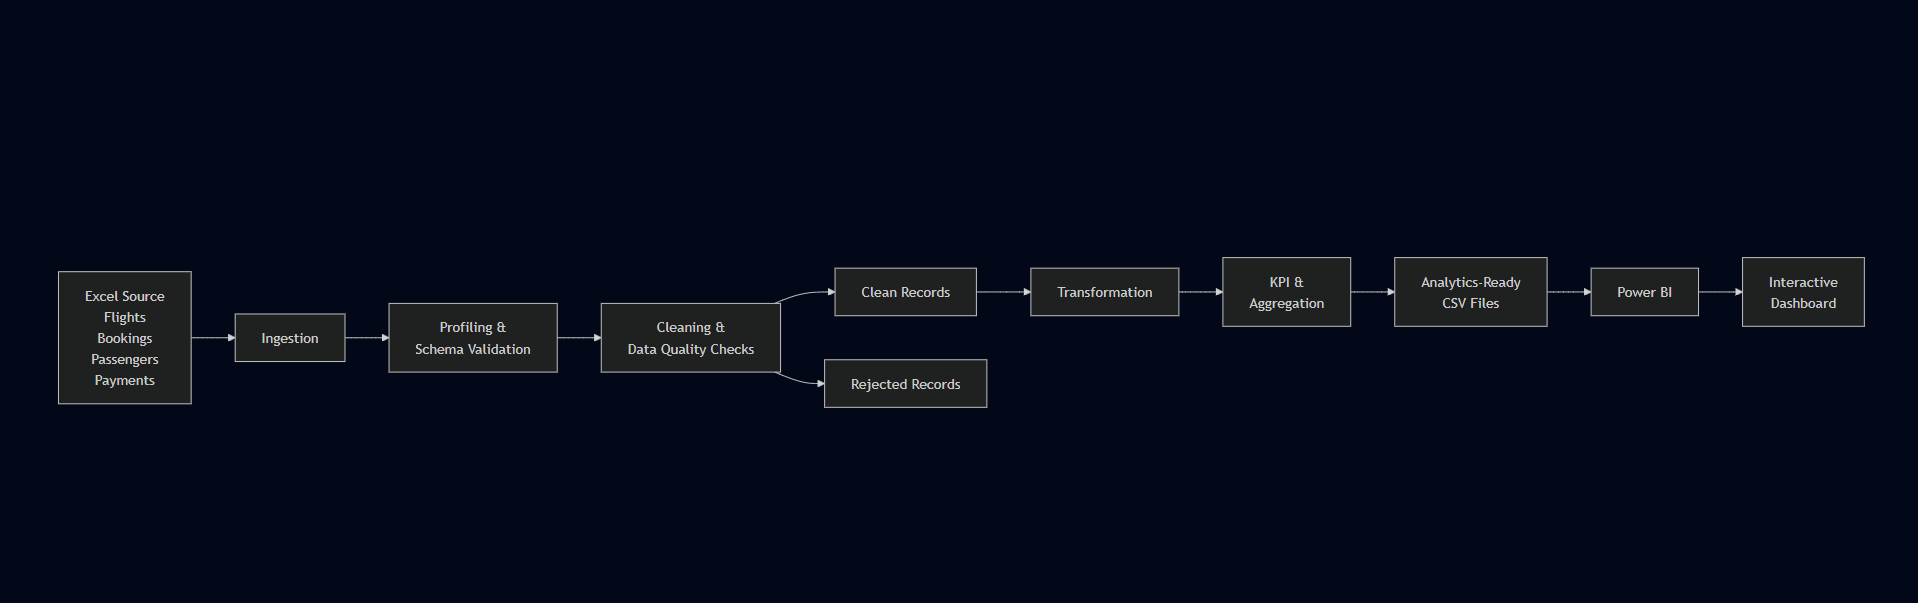 Excel Source
Flights
Bookings
Passengers
Payments
Ingestion
Profiling &
Schema Validation
Cleaning &
Data Quality Checks
Clean Records
Rejected Records
Transformation
KPI &
Aggregation
Analytics-Ready
CSV Files
Power BI
Interactive
Dashboard